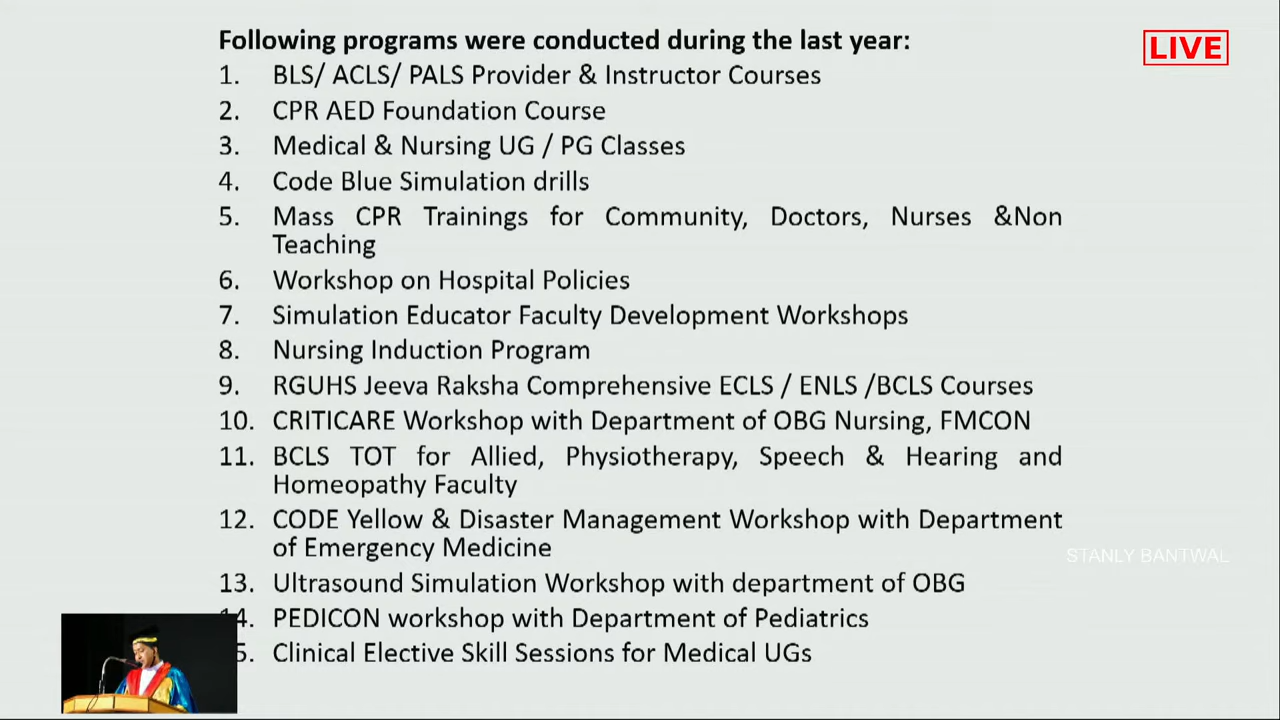 Following programs were conducted during the last year:
LIVE
1. BLS/ ACLS/ PALS Provider & Instructor Courses
2. CPR AED Foundation Course
3. Medical & Nursing UG / PG Classes
4. Code Blue Simulation drills
5. Mass CPR Trainings for Community, Doctors, Nurses &Non
Teaching
6. Workshop on Hospital Policies
7. Simulation Educator Faculty Development Workshops
8. Nursing Induction Program
9. RGUHS Jeeva Raksha Comprehensive ECLS / ENLS /BCLS Courses
10. CRITICARE Workshop with Department of OBG Nursing, FMCON
11. BCLS TOT for Allied, Physiotherapy, Speech & Hearing and
Homeopathy Faculty
12. CODE Yellow & Disaster Management Workshop with Department
of Emergency Medicine
STANLY BANTWAL
13. Ultrasound Simulation Workshop with department of OBG
14. PEDICON workshop with Department of Pediatrics
5. Clinical Elective Skill Sessions for Medical UGs